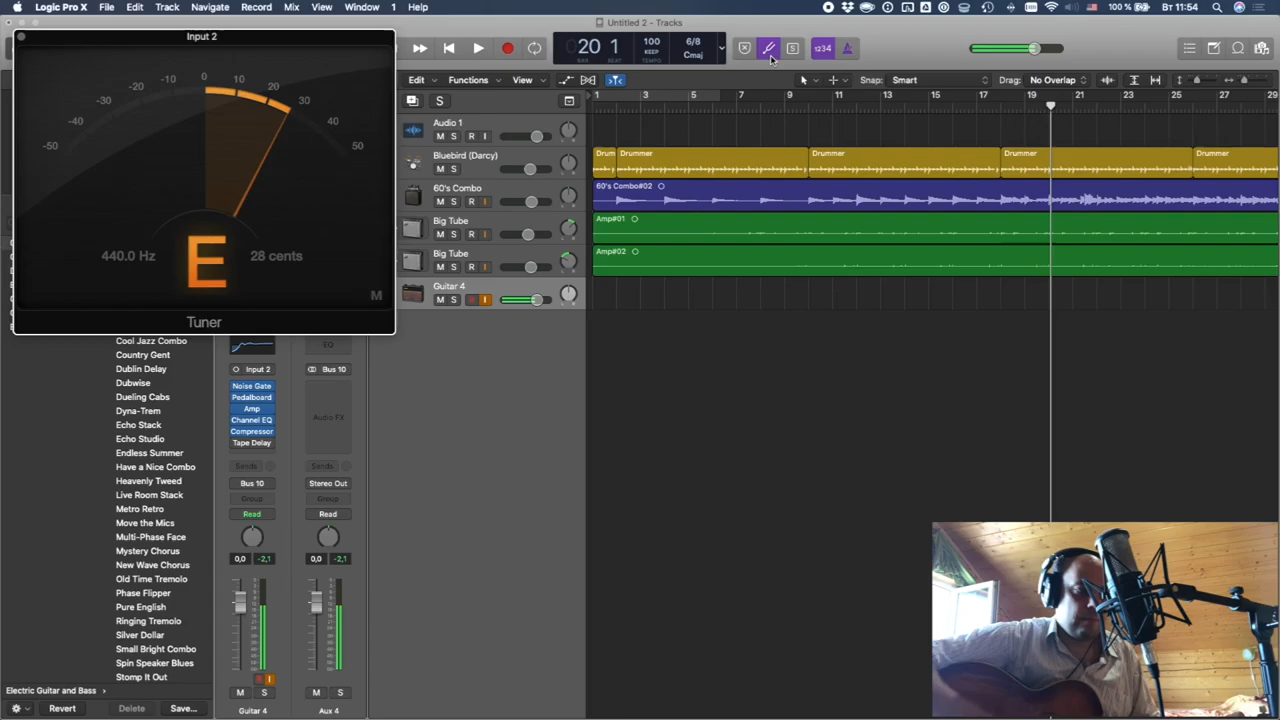 Logic Pro X File Edit Track Navigate Record Mix View Window 1 Help 100 % Вт 11:54
Untitled 2 - Tracks
Input 2
20 1
BAR BEAT
100
KEEP
TEMPO
6/8
Cmaj
S
1234
Edit Functions View Snap: Smart Drag: No Overlap
-50 -40 -30 -20 -10 0 10 20 30 40 50
440.0 Hz E 28 cents
M
Tuner
S
1 3 5 7 9 11 13 15 17 19 21 23 25 27 29
Audio 1
M S R I
Bluebird (Darcy)
M S
60's Combo
M S R I
Big Tube
M S R I
Big Tube
M S R I
Guitar 4
M S R I
Drum Drummer Drummer Drummer Drummer
60's Combo#02
Amp#01
Amp#02
Cool Jazz Combo
Country Gent
Dublin Delay
Dubwise
Dueling Cabs
Dyna-Trem
Echo Stack
Echo Studio
Endless Summer
Have a Nice Combo
Heavenly Tweed
Live Room Stack
Metro Retro
Move the Mics
Multi-Phase Face
Mystery Chorus
New Wave Chorus
Old Time Tremolo
Phase Flipper
Pure English
Ringing Tremolo
Silver Dollar
Small Bright Combo
Spin Speaker Blues
Stomp It Out
Electric Guitar and Bass
Revert Delete Save...
EQ
Input 2 Bus 10
Noise Gate
Pedalboard
Amp
Channel EQ
Compressor
Tape Delay
Audio FX
Sends Sends
Bus 10 Stereo Out
Group Group
Read Read
0,0 -2,1 0,0 -2,1
R I
M S M S
Guitar 4 Aux 4